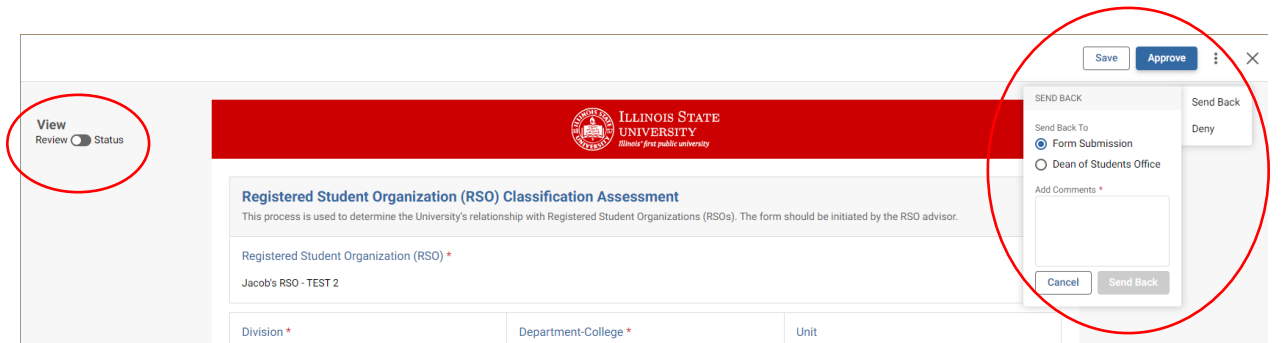 Save
Approve
View
Review
Status
ILLINOIS STATE
UNIVERSITY
Illinois' first public university
Registered Student Organization (RSO) Classification Assessment
This process is used to determine the University's relationship with Registered Student Organizations (RSOs). The form should be initiated by the RSO advisor.
Registered Student Organization (RSO) *
Jacob's RSO - TEST 2
Division *
Department-College *
Unit
SEND BACK
Send Back To
Form Submission
Dean of Students Office
Add Comments *
Cancel
Send Back
Send Back
Deny